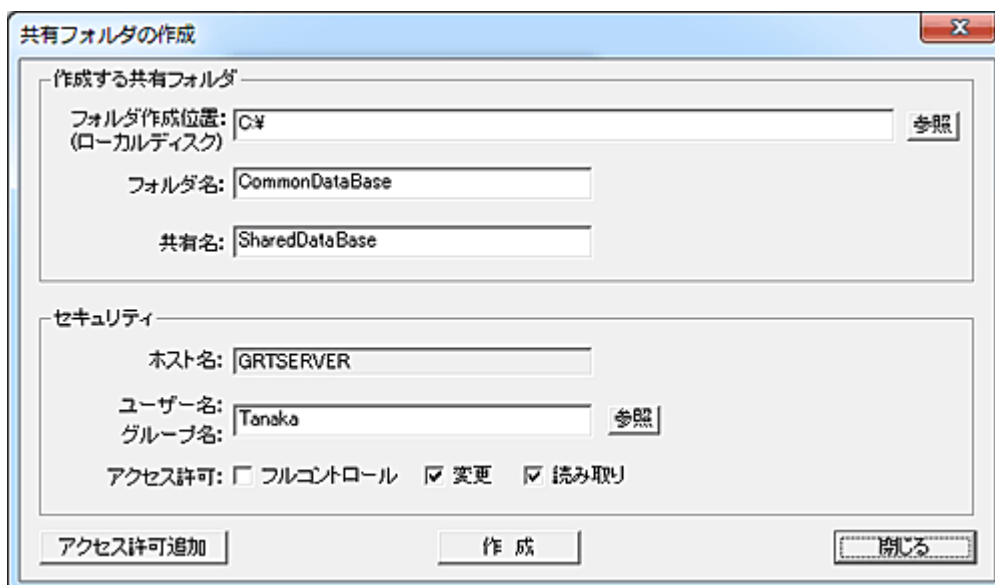 共有フォルダの作成
作成する共有フォルダ
フォルダ作成位置: C:¥ 参照
(ローカルディスク)
フォルダ名: CommonDataBase
共有名: SharedDataBase
セキュリティ
ホスト名: GRTSERVER
ユーザー名:
グループ名: Tanaka 参照
アクセス許可: フルコントロール 変更 読み取り
アクセス許可追加 作 成 閉じる